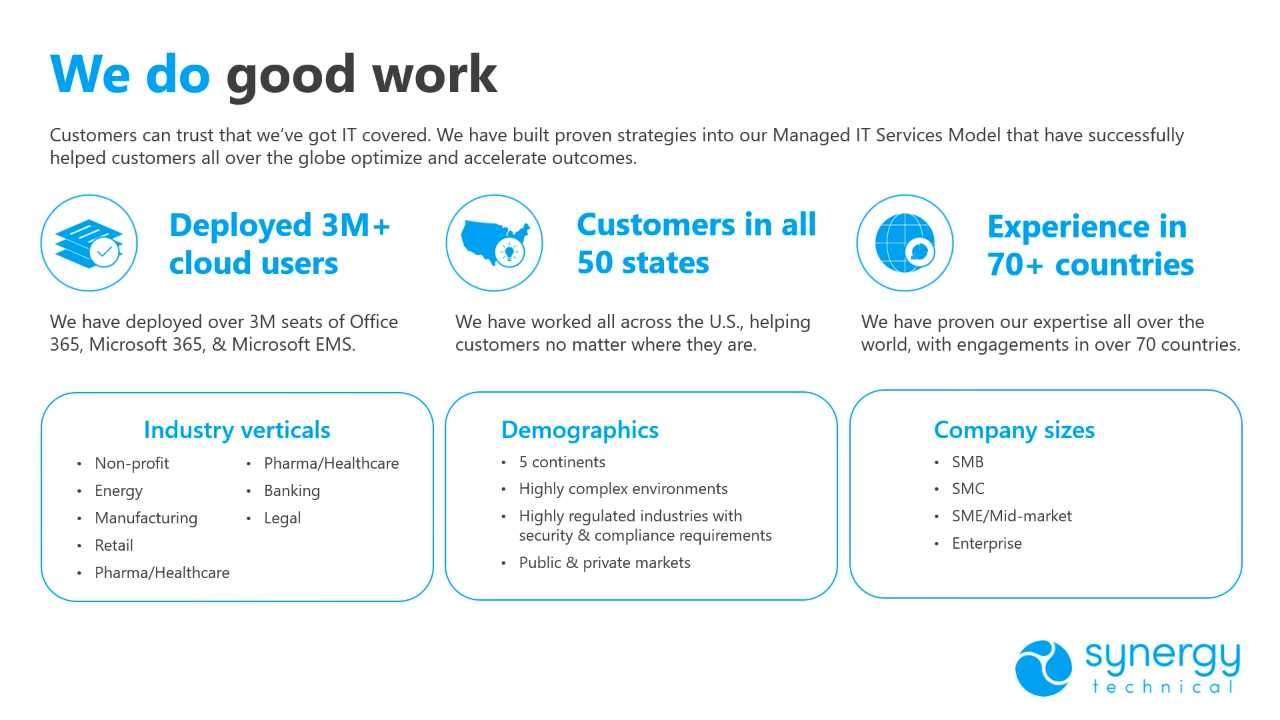 We do good work
Customers can trust that we've got IT covered. We have built proven strategies into our Managed IT Services Model that have successfully
helped customers all over the globe optimize and accelerate outcomes.
Deployed 3M+
cloud users
We have deployed over 3M seats of Office
365, Microsoft 365, & Microsoft EMS.
Customers in all
50 states
We have worked all across the U.S., helping
customers no matter where they are.
Experience in
70+ countries
We have proven our expertise all over the
world, with engagements in over 70 countries.
Industry verticals
• Non-profit
• Energy
• Manufacturing
• Retail
• Pharma/Healthcare
• Pharma/Healthcare
• Banking
• Legal
Demographics
• 5 continents
• Highly complex environments
• Highly regulated industries with
security & compliance requirements
• Public & private markets
Company sizes
• SMB
• SMC
• SME/Mid-market
• Enterprise
synergy
technical